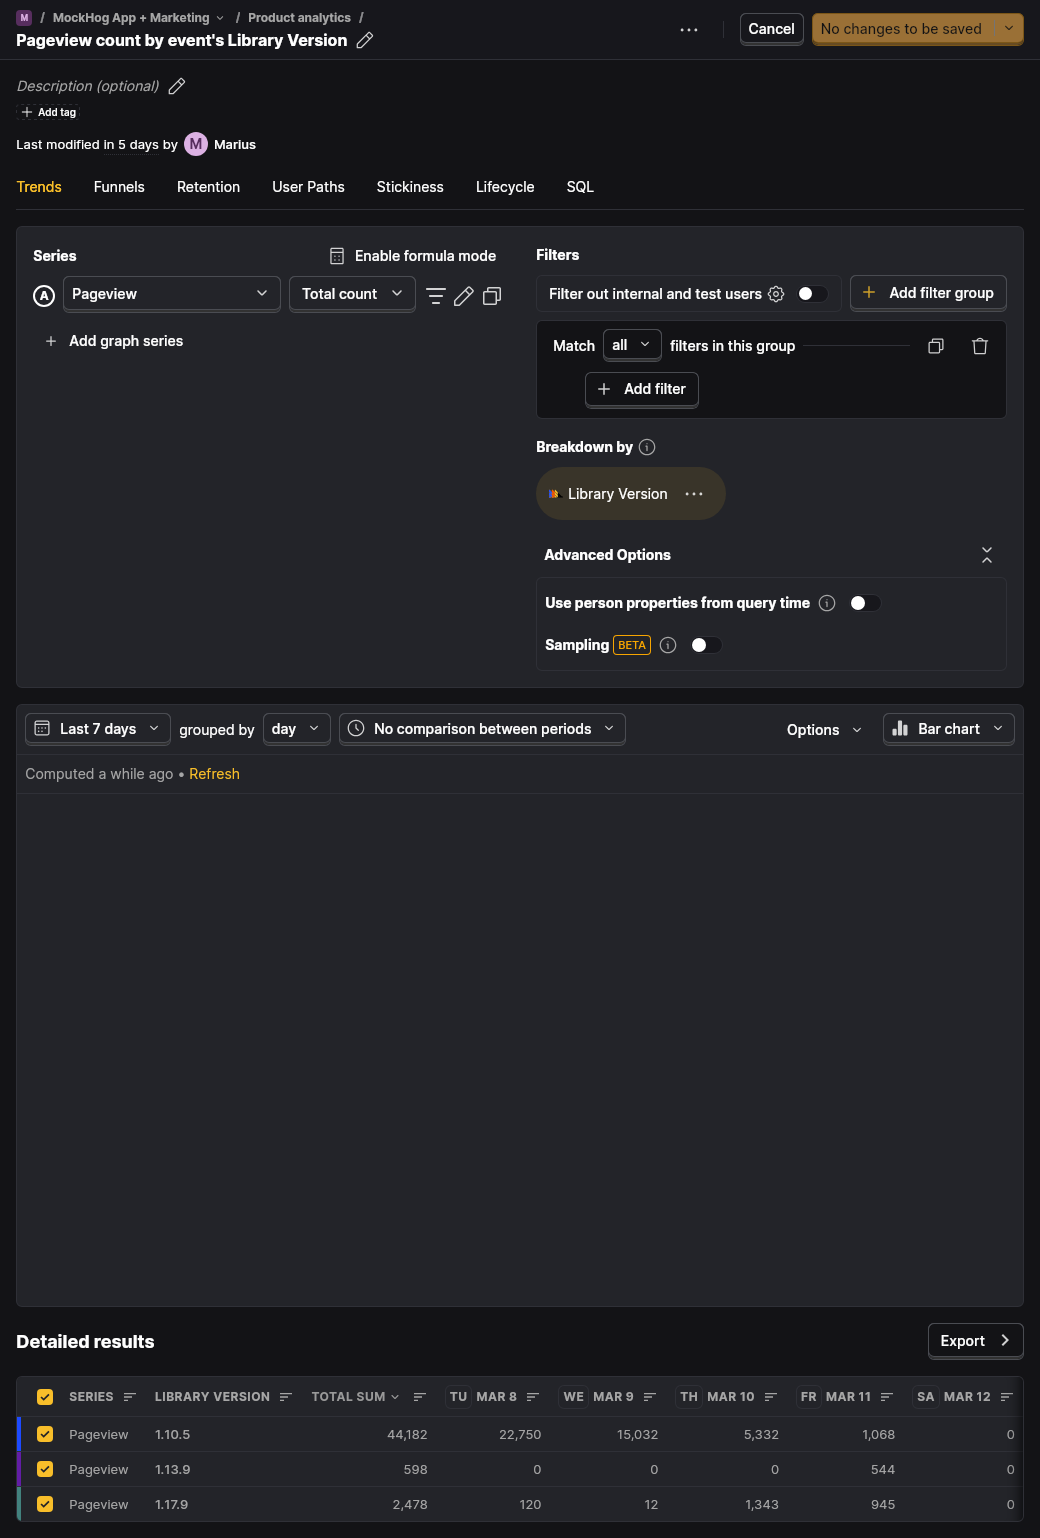 M / MockHog App + Marketing / Product analytics /
Pageview count by event's Library Version
Cancel
No changes to be saved
Description (optional)
Add tag
Last modified in 5 days by M Marius
Trends Funnels Retention User Paths Stickiness Lifecycle SQL
Series
Enable formula mode
A Pageview Total count
Add graph series
Filters
Filter out internal and test users
Add filter group
Match all filters in this group
Add filter
Breakdown by
Library Version
Advanced Options
Use person properties from query time
Sampling BETA
Last 7 days grouped by day No comparison between periods Options Bar chart
Computed a while ago • Refresh
Detailed results
Export
SERIES LIBRARY VERSION TOTAL SUM TU MAR 8 WE MAR 9 TH MAR 10 FR MAR 11 SA MAR 12
Pageview 1.10.5 44,182 22,750 15,032 5,332 1,068 0
Pageview 1.13.9 598 0 0 0 544 0
Pageview 1.17.9 2,478 120 12 1,343 945 0